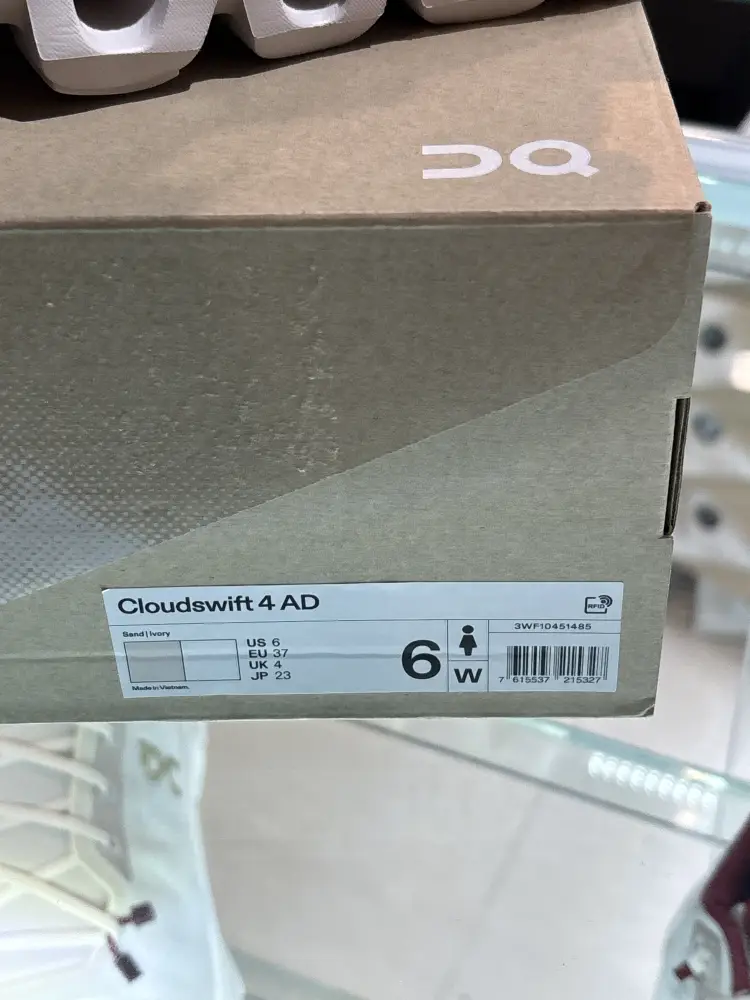 Cloudswift 4 AD
RFID
Sand | Ivory
US 6
EU 37
UK 4
JP 23
Made in Vietnam.
6
W
3WF10451485
7 615537 215327